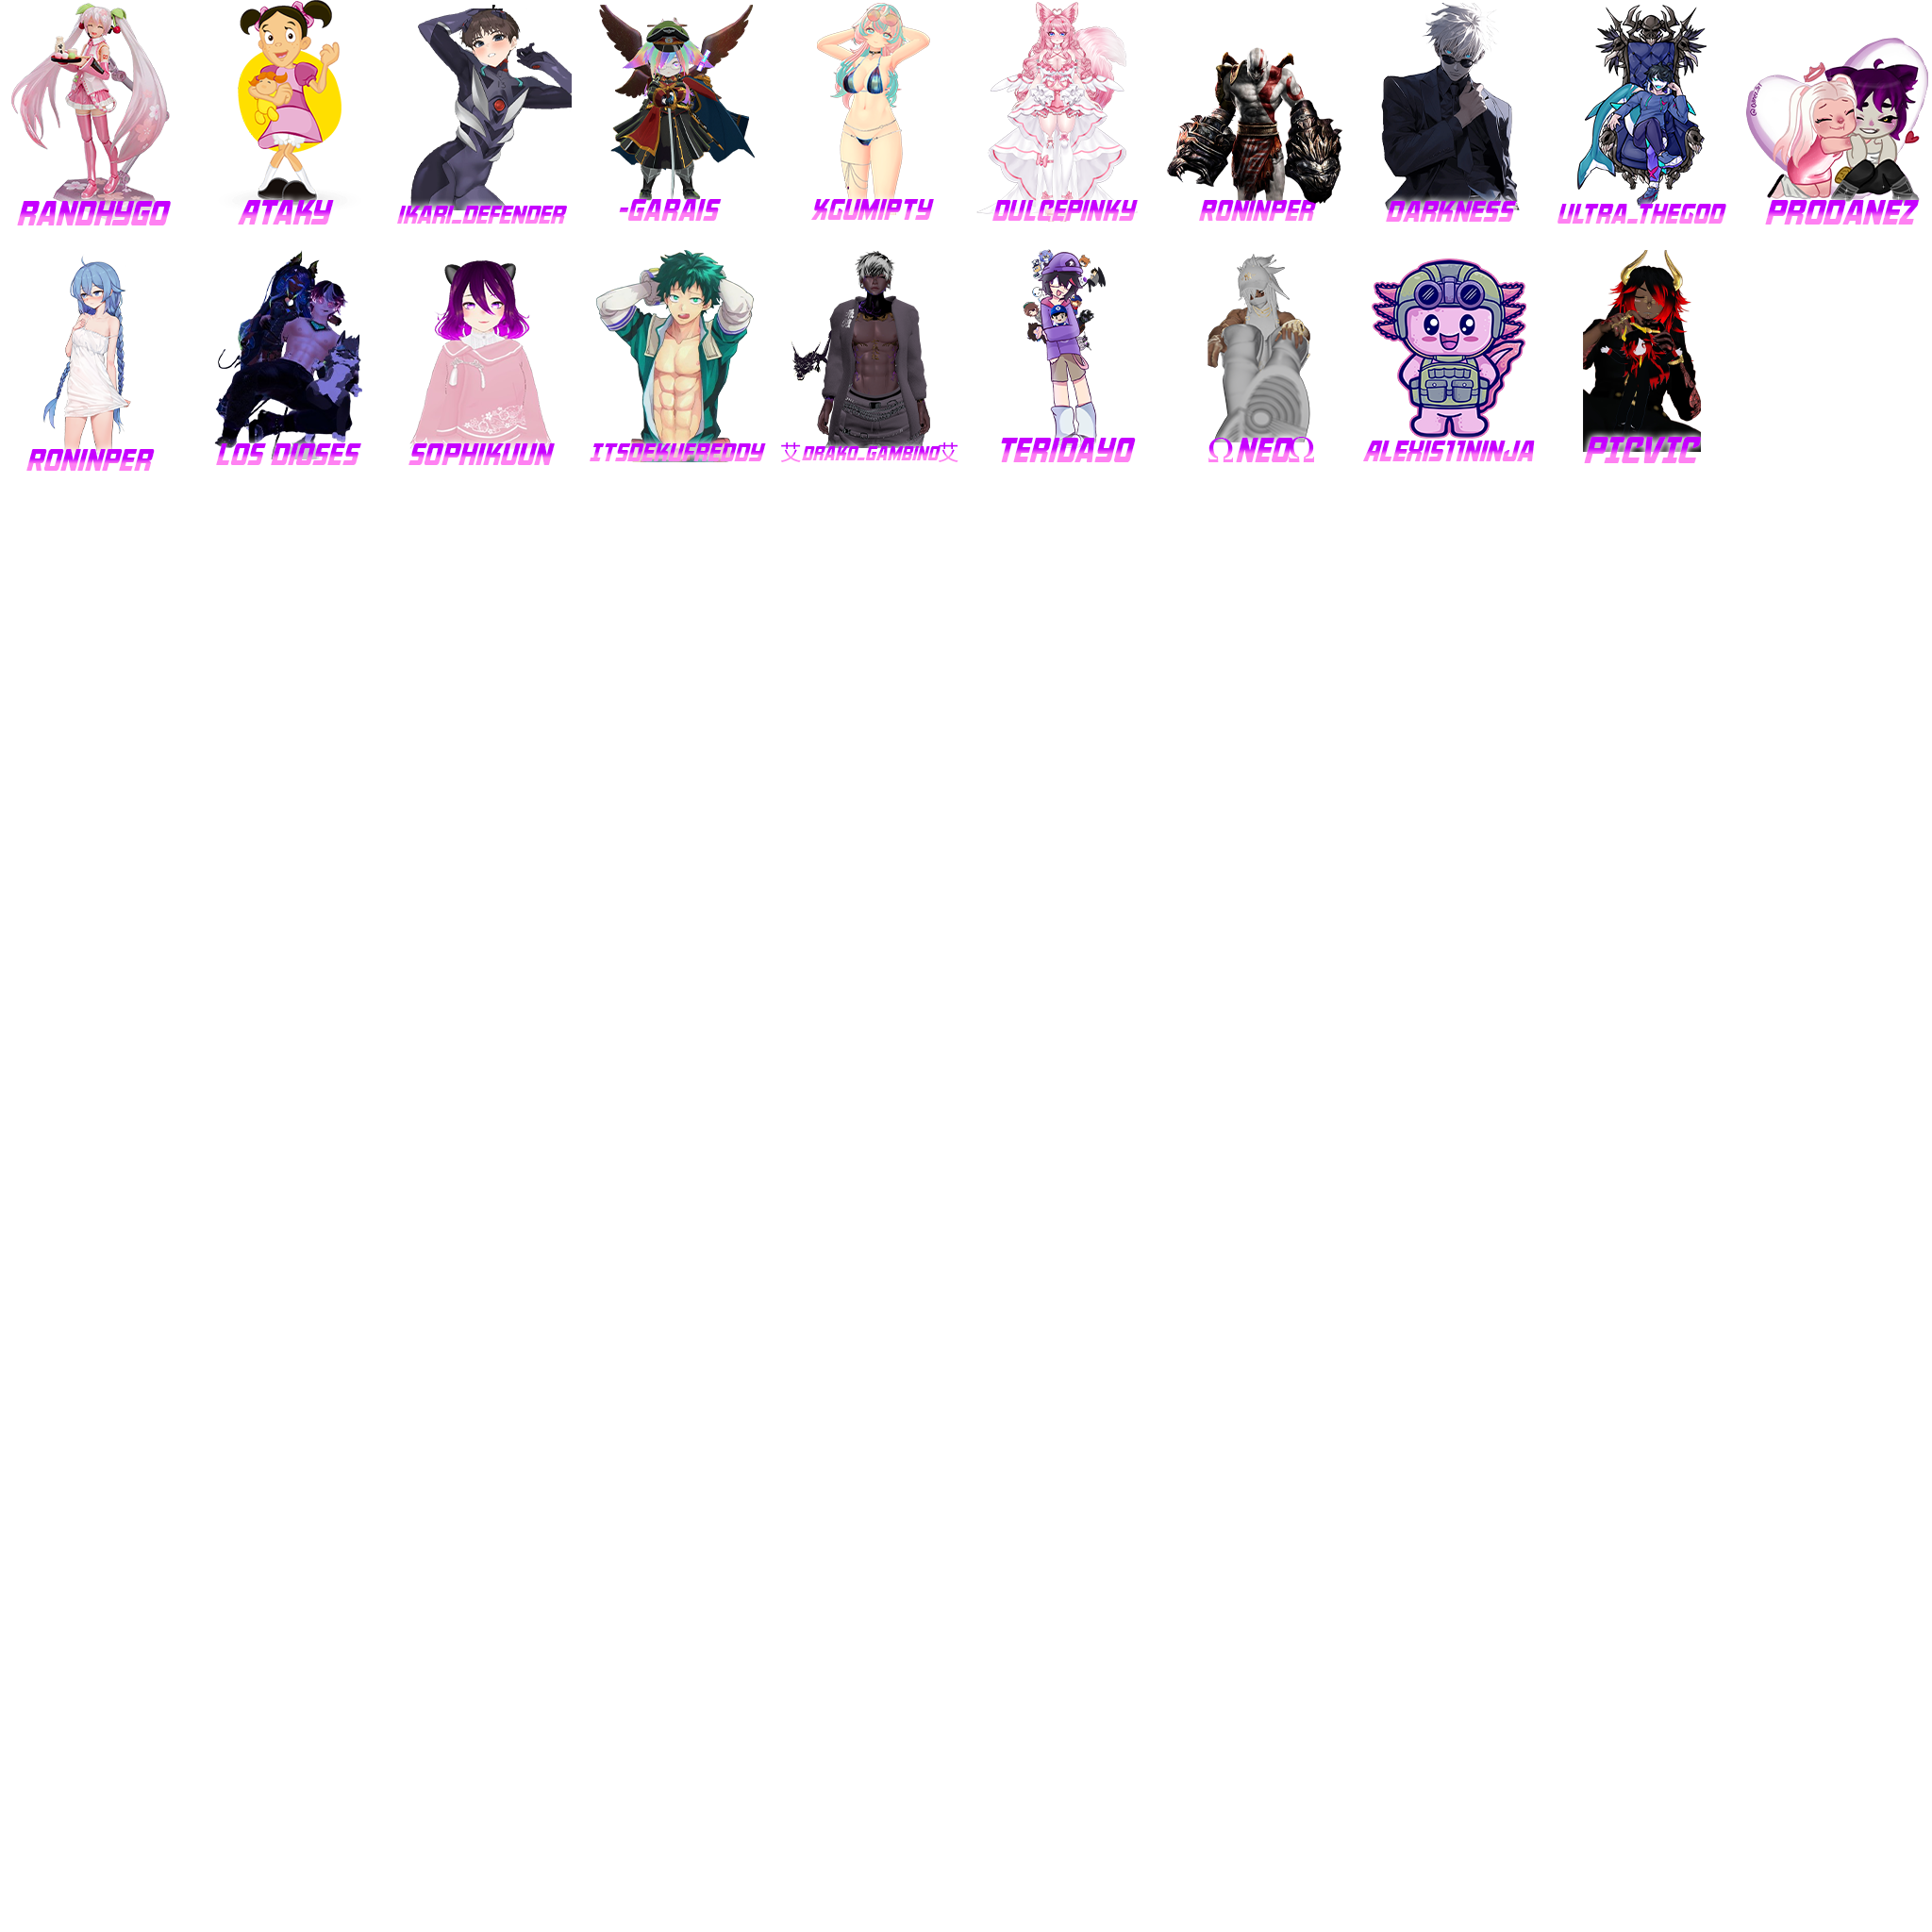 RANDHYGO
ATAKY
IKARI_DEFENDER
-GARAIS
XGUMIPTY
DULCEPINKY
RONINPER
DARKNESS
ULTRA_THEGOD
PRODANEZ
RONINPER
LOS DIOSES
SOPHIKUUN
ITSDEKUFREDDY
艾DRAKO_GAMBINO艾
TERIDAYO
Ω NEOΩ
ALEXIS11NINJA
PICVIC